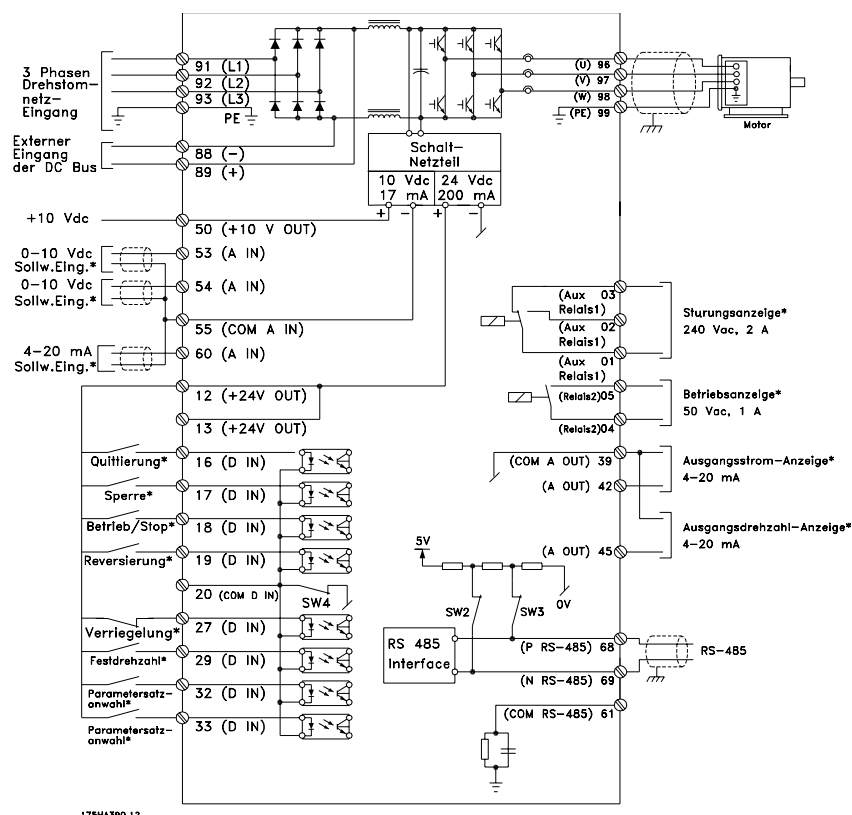 3 Phasen
Drehstom-
netz-
Eingang
91 (L1)
92 (L2)
93 (L3)
PE
Externer
Eingang
der DC Bus
88 (-)
89 (+)
Schalt-
Netzteil
10 Vdc
17 mA
24 Vdc
200 mA
+ - + -
(U) 96
(V) 97
(W) 98
(PE) 99
Motor
+10 Vdc
50 (+10 V OUT)
0-10 Vdc
Sollw.Eing.*
53 (A IN)
0-10 Vdc
Sollw.Eing.*
54 (A IN)
55 (COM A IN)
4-20 mA
Sollw.Eing.*
60 (A IN)
12 (+24V OUT)
13 (+24V OUT)
(Aux 03
Relais1)
(Aux 02
Relais1)
(Aux 01
Relais1)
Sturungsanzeige*
240 Vac, 2 A
(Relais2)05
(Relais2)04
Betriebsanzeige*
50 Vac, 1 A
Quittierung*
16 (D IN)
Sperre*
17 (D IN)
Betrieb/Stop*
18 (D IN)
Reversierung*
19 (D IN)
20 (COM D IN)
SW4
Verriegelung*
27 (D IN)
Festdrehzahl*
29 (D IN)
Parametersatz-
anwahl*
32 (D IN)
Parametersatz-
anwahl*
33 (D IN)
(COM A OUT) 39
(A OUT) 42
Ausgangsstrom-Anzeige*
4-20 mA
Ausgangsdrehzahl-Anzeige*
4-20 mA
(A OUT) 45
5V
0V
SW2
SW3
RS 485
Interface
(P RS-485) 68
(N RS-485) 69
RS-485
(COM RS-485) 61
175HA390.12